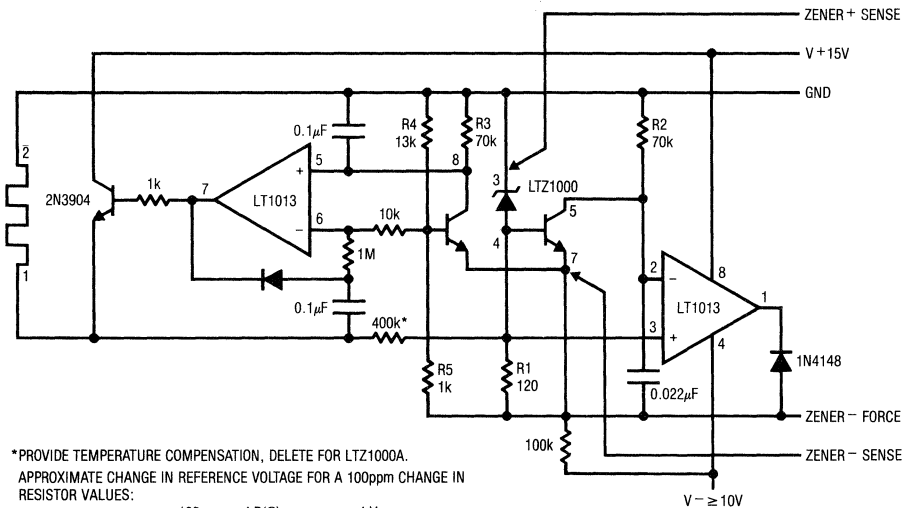 ZENER + SENSE
V + 15V
GND
2
1
2N3904
1k
7
LT1013
5
+
6
−
0.1µF
R4
13k
R3
70k
8
10k
1M
0.1µF
400k*
R5
1k
R1
120
3
4
LTZ1000
5
7
R2
70k
2
−
3
+
LT1013
8
4
1
1N4148
0.022µF
100k
ZENER − FORCE
ZENER − SENSE
V − ≥ 10V
*PROVIDE TEMPERATURE COMPENSATION, DELETE FOR LTZ1000A.
APPROXIMATE CHANGE IN REFERENCE VOLTAGE FOR A 100ppm CHANGE IN
RESISTOR VALUES: